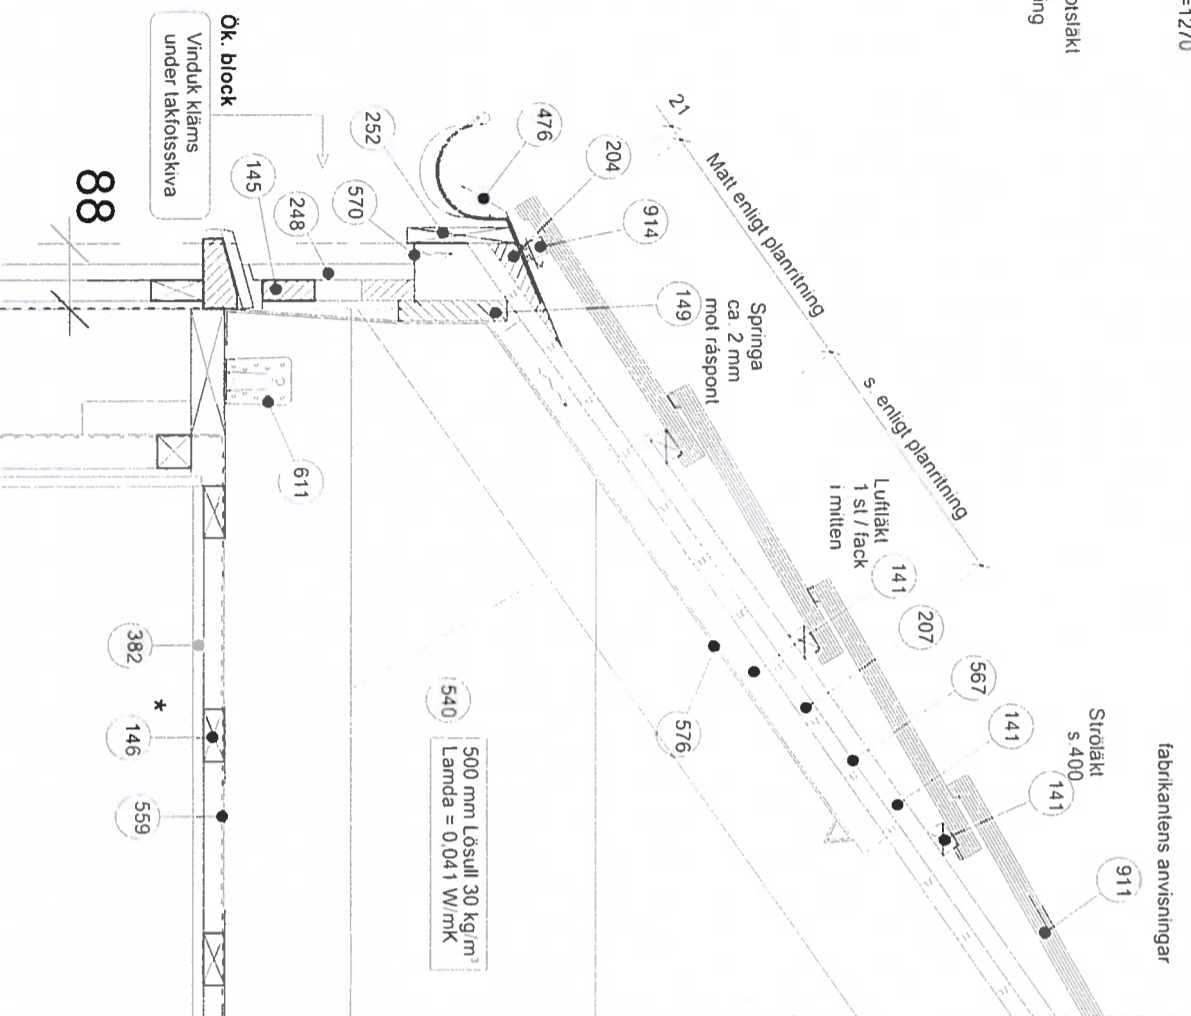 =1270
otsläkt
ing
fabrikantens anvisningar
911
Ströläkt
s.400
141
141
567
207
141
Luftläkt
1 st / fack
i mitten
21
Matt enligt planritning
s enligt planritning
Springa
ca. 2 mm
mot råspont
914
204
476
149
252
576
570
248
145
Ök. block
Vinduk kläms
under takfotsskiva
540
500 mm Lösull 30 kg/m³
Lamda = 0,041 W/mK
611
88
382
*
146
559